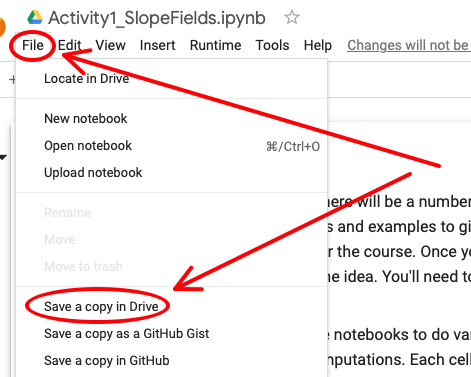 Activity1_SlopeFields.ipynb
File Edit View Insert Runtime Tools Help Changes will not be
Locate in Drive
New notebook
Open notebook ⌘/Ctrl+O
Upload notebook
Rename
Move
Move to trash
Save a copy in Drive
Save a copy as a GitHub Gist
Save a copy in GitHub
here will be a number
s and examples to gi
r the course. Once yo
ne idea. You'll need to
e notebooks to do var
mputations. Each cell